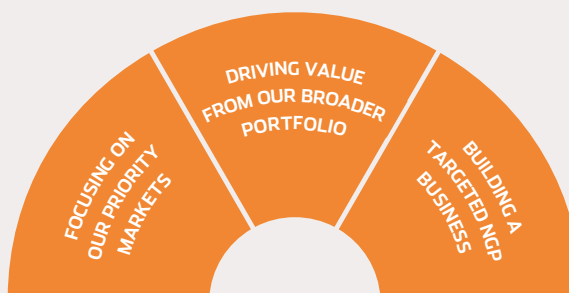 FOCUSING ON
OUR PRIORITY
MARKETS
DRIVING VALUE
FROM OUR BROADER
PORTFOLIO
BUILDING A
TARGETED NGP
BUSINESS